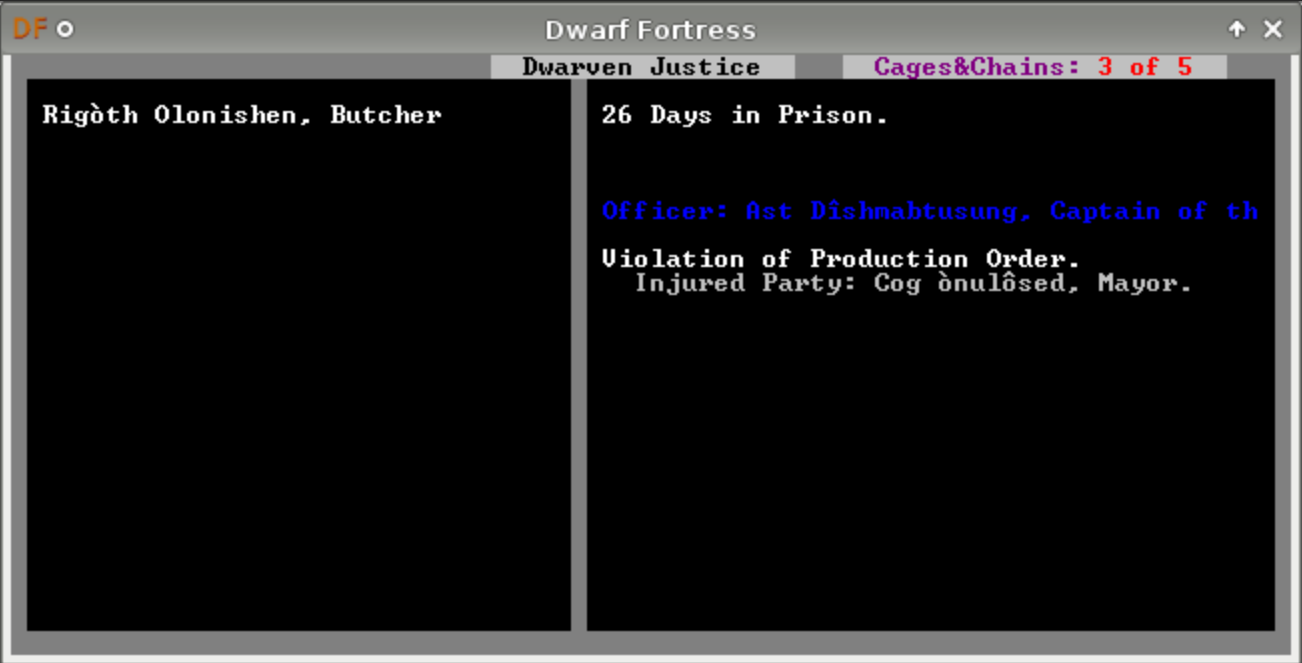 DF Dwarf Fortress
Dwarven Justice Cages&Chains: 3 of 5
Rigòth Olonishen, Butcher
26 Days in Prison.
Officer: Ast Dîshmabtusung, Captain of th
Violation of Production Order.
Injured Party: Cog ònulôsed, Mayor.